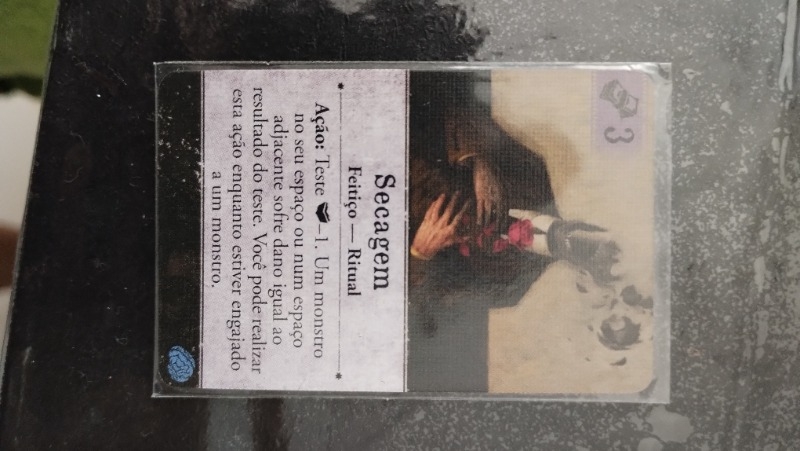 3
Secagem
Feitiço — Ritual
Ação: Teste –1. Um monstro
no seu espaço ou num espaço
adjacente sofre dano igual ao
resultado do teste. Você pode realizar
esta ação enquanto estiver engajado
a um monstro.